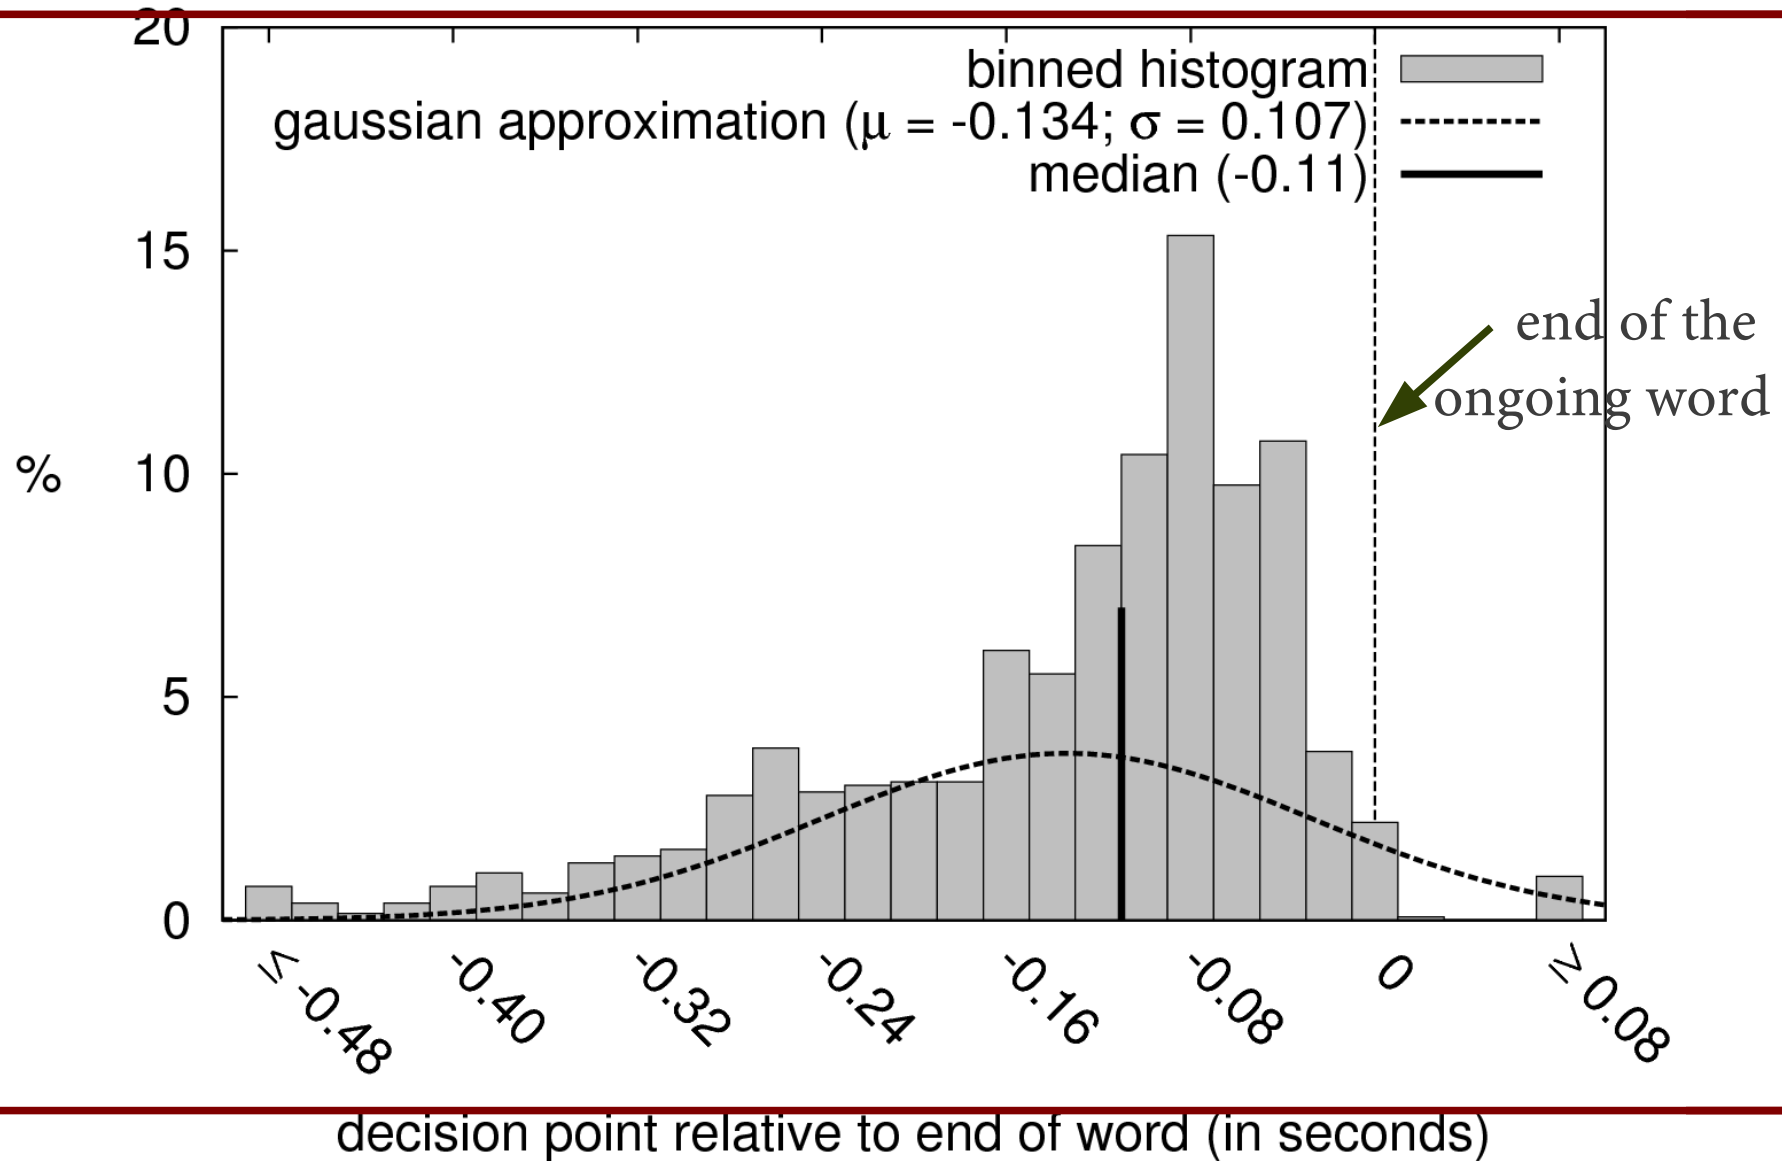 20
binned histogram
gaussian approximation (μ = -0.134; σ = 0.107)
median (-0.11)
15
end of the
ongoing word
%
10
5
0
≤ -0.48
-0.40
-0.32
-0.24
-0.16
-0.08
0
≥ 0.08
decision point relative to end of word (in seconds)